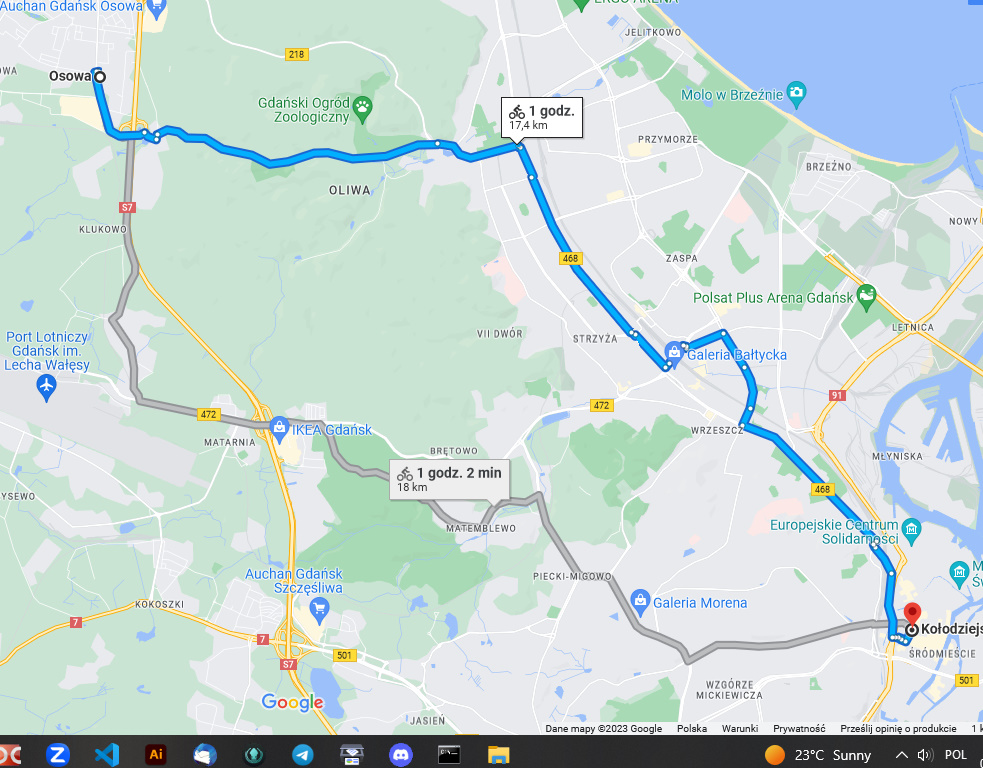 Auchan Gdańsk Osowa
ERGO ARENA
JELITKOWO
218
OWA
Osowa
Gdański Ogród
Zoologiczny
1 godz.
17,4 km
Molo w Brzeźnie
PRZYMORZE
BRZEŹNO
OLIWA
S7
KLUKOWO
NOWY
468
ZASPA
Polsat Plus Arena Gdańsk
LETNICA
Port Lotniczy
Gdańsk im.
Lecha Wałęsy
VII DWÓR
STRZYŻA
Galeria Bałtycka
91
472
472
IKEA Gdańsk
MATARNIA
WRZESZCZ
BRĘTOWO
MŁYNISKA
1 godz. 2 min
18 km
YSEWO
468
MATEMBLEWO
Europejskie Centrum
Solidarności
Auchan Gdańsk
Szczęśliwa
PIECKI-MIGOWO
KOKOSZKI
Galeria Morena
7
7
Kołodziejs
ŚRÓDMIEŚCIE
501
S7
WZGÓRZE
MICKIEWICZA
501
Google
JASIEŃ
Dane mapy ©2023 Google
Polska
Warunki
Prywatność
Prześlij opinię o produkcie
Z
Ai
23°C Sunny
POL